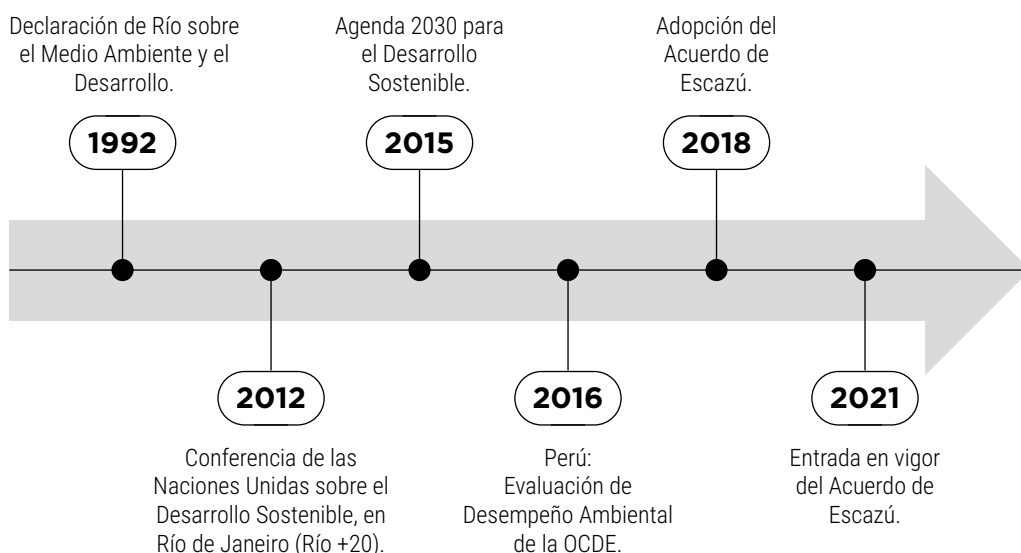 Declaración de Río sobre
el Medio Ambiente y el
Desarrollo.
1992
Agenda 2030 para
el Desarrollo
Sostenible.
2015
Adopción del
Acuerdo de
Escazú.
2018
2012
Conferencia de las
Naciones Unidas sobre el
Desarrollo Sostenible, en
Río de Janeiro (Río +20).
2016
Perú:
Evaluación de
Desempeño Ambiental
de la OCDE.
2021
Entrada en vigor
del Acuerdo de
Escazú.